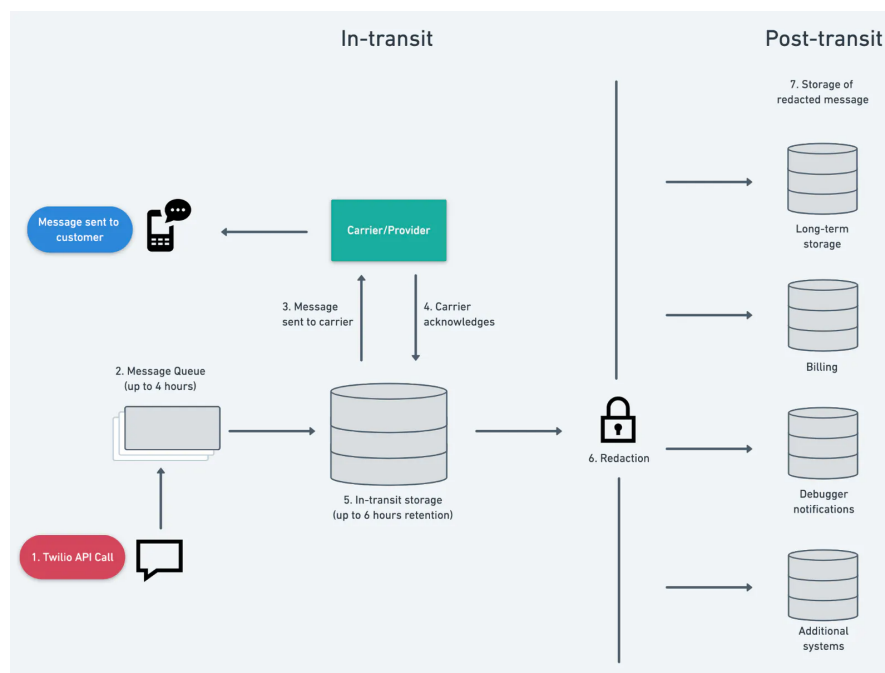 In-transit
Post-transit
7. Storage of
redacted message
Message sent to
customer
Carrier/Provider
Long-term
storage
3. Message
sent to carrier
4. Carrier
acknowledges
2. Message Queue
(up to 4 hours)
Billing
6. Redaction
5. In-transit storage
(up to 6 hours retention)
Debugger
notifications
1. Twilio API Call
Additional
systems